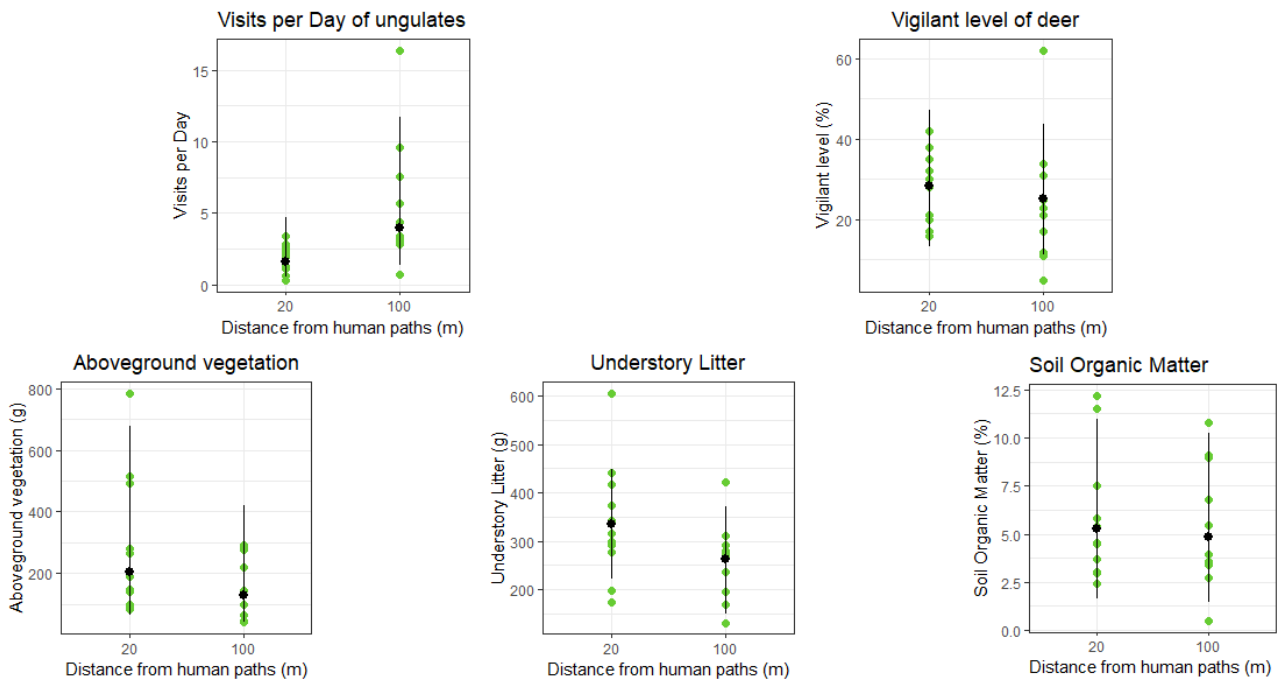 Visits per Day of ungulates
Visits per Day
15
10
5
0
20
100
Distance from human paths (m)
Vigilant level of deer
Vigilant level (%)
60
40
20
20
100
Distance from human paths (m)
Aboveground vegetation
Aboveground vegetation (g)
800
600
400
200
20
100
Distance from human paths (m)
Understory Litter
Understory Litter (g)
600
500
400
300
200
20
100
Distance from human paths (m)
Soil Organic Matter
Soil Organic Matter (%)
12.5
10.0
7.5
5.0
2.5
0.0
20
100
Distance from human paths (m)